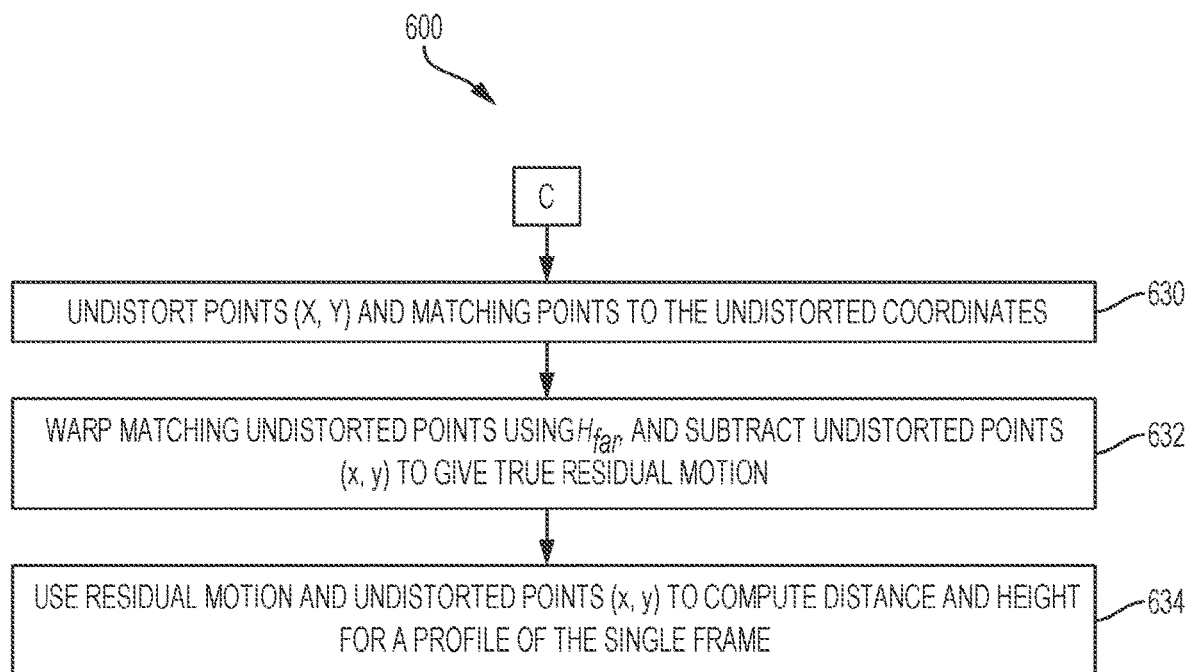 600
C
UNDISTORT POINTS (X, Y) AND MATCHING POINTS TO THE UNDISTORTED COORDINATES
630
WARP MATCHING UNDISTORTED POINTS USING Hfar, AND SUBTRACT UNDISTORTED POINTS
(x, y) TO GIVE TRUE RESIDUAL MOTION
632
USE RESIDUAL MOTION AND UNDISTORTED POINTS (x, y) TO COMPUTE DISTANCE AND HEIGHT
FOR A PROFILE OF THE SINGLE FRAME
634